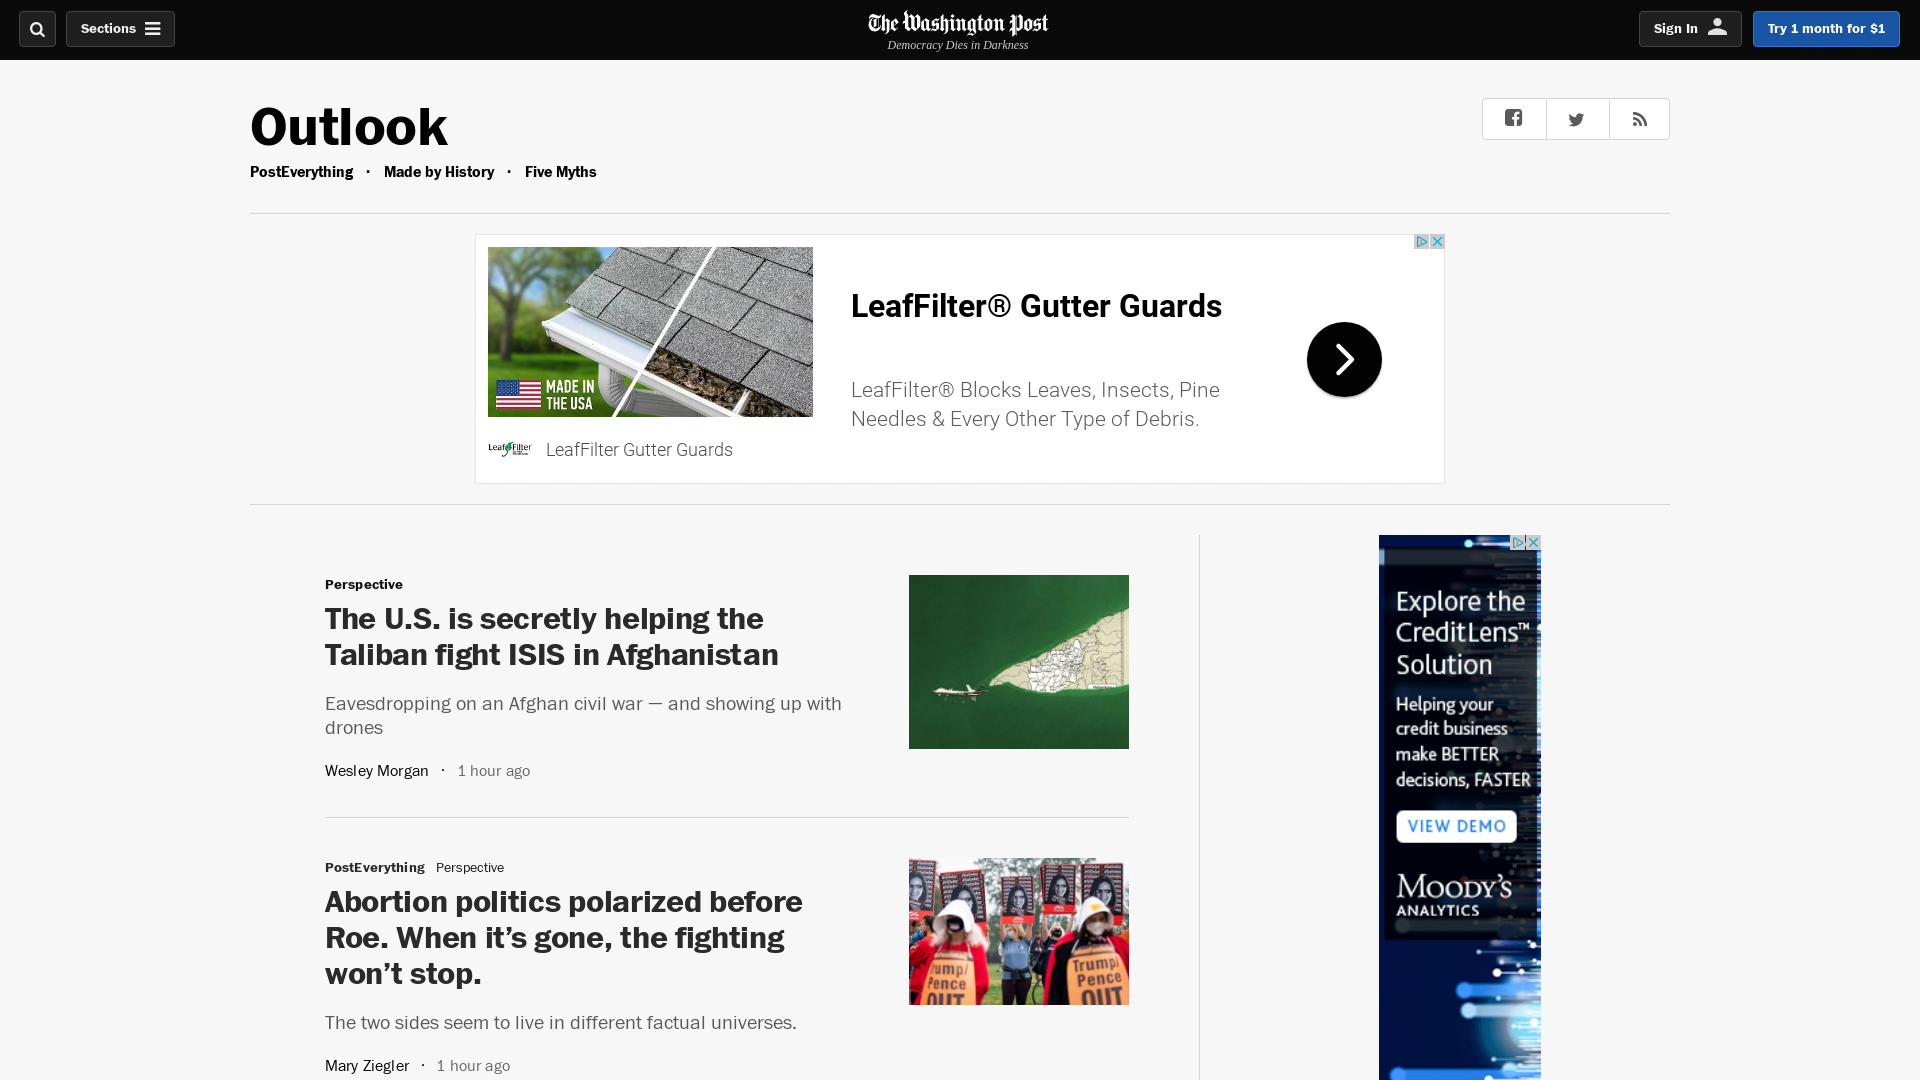 Sections
The Washington Post
Democracy Dies in Darkness
Sign In
Try 1 month for $1
Outlook
PostEverything · Made by History · Five Myths
MADE IN
THE USA
LeafFilter
LeafFilter Gutter Guards
LeafFilter® Gutter Guards
LeafFilter® Blocks Leaves, Insects, Pine
Needles & Every Other Type of Debris.
Perspective
The U.S. is secretly helping the
Taliban fight ISIS in Afghanistan
Eavesdropping on an Afghan civil war — and showing up with
drones
Wesley Morgan · 1 hour ago
PostEverything Perspective
Abortion politics polarized before
Roe. When it’s gone, the fighting
won’t stop.
The two sides seem to live in different factual universes.
Mary Ziegler · 1 hour ago
Trump/
Pence
OUT
Trump/
Pence
OUT
Explore the
CreditLens™
Solution
Helping your
credit business
make BETTER
decisions, FASTER
VIEW DEMO
MOODY'S
ANALYTICS